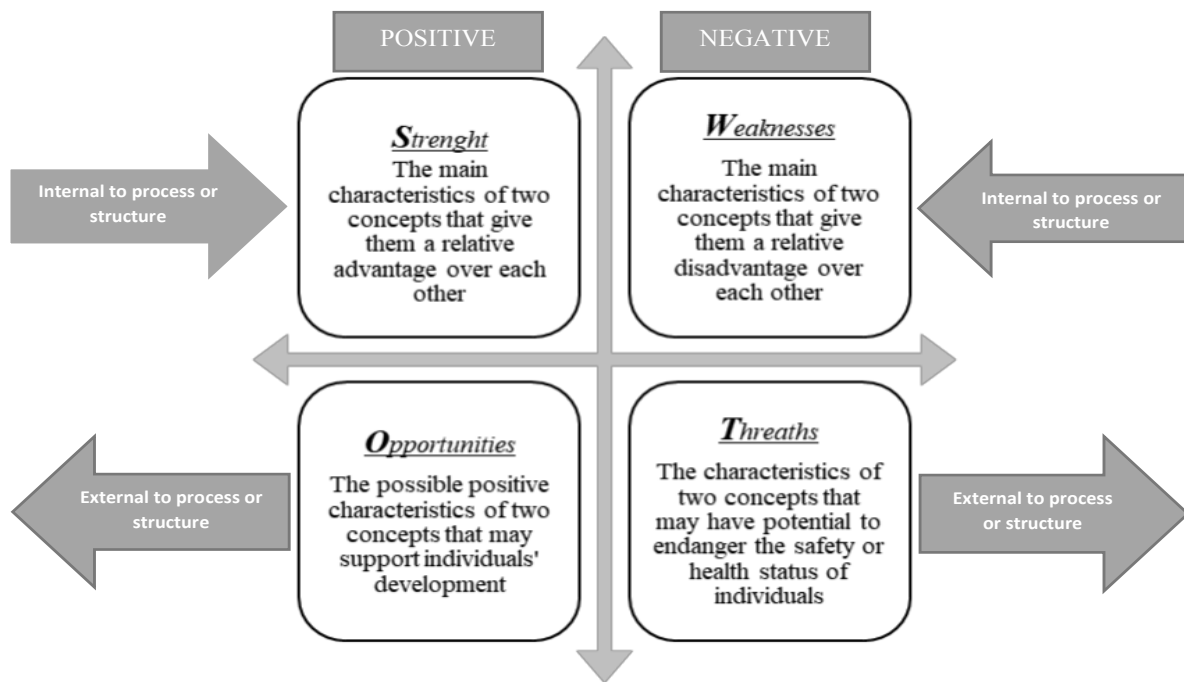 POSITIVE
NEGATIVE
Strenght
The main
characteristics of two
concepts that give
them a relative
advantage over each
other
Weaknesses
The main
characteristics of two
concepts that give
them a relative
disadvantage over
each other
Internal to process or
structure
Internal to process or
structure
Opportunities
The possible positive
characteristics of two
concepts that may
support individuals'
development
Threaths
The characteristics of
two concepts that
may have potential to
endanger the safety or
health status of
individuals
External to process or
structure
External to process
or structure